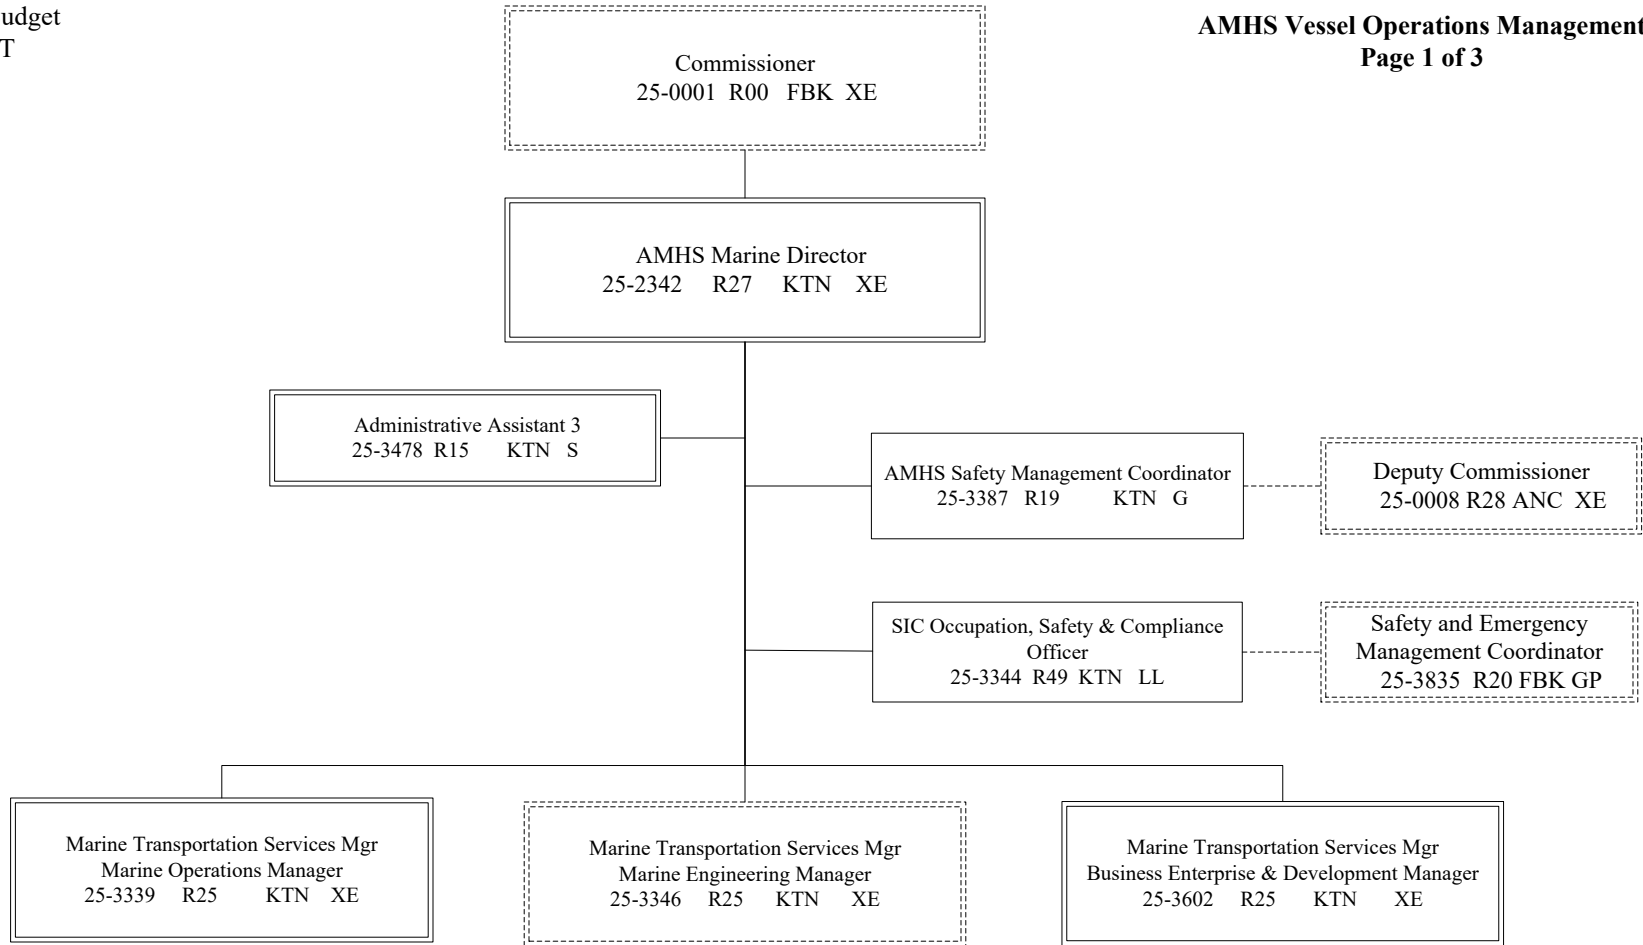 udget
T
AMHS Vessel Operations Management
Page 1 of 3
Commissioner
25-0001 R00 FBK XE
AMHS Marine Director
25-2342 R27 KTN XE
Administrative Assistant 3
25-3478 R15 KTN S
AMHS Safety Management Coordinator
25-3387 R19 KTN G
Deputy Commissioner
25-0008 R28 ANC XE
SIC Occupation, Safety & Compliance
Officer
25-3344 R49 KTN LL
Safety and Emergency
Management Coordinator
25-3835 R20 FBK GP
Marine Transportation Services Mgr
Marine Operations Manager
25-3339 R25 KTN XE
Marine Transportation Services Mgr
Marine Engineering Manager
25-3346 R25 KTN XE
Marine Transportation Services Mgr
Business Enterprise & Development Manager
25-3602 R25 KTN XE